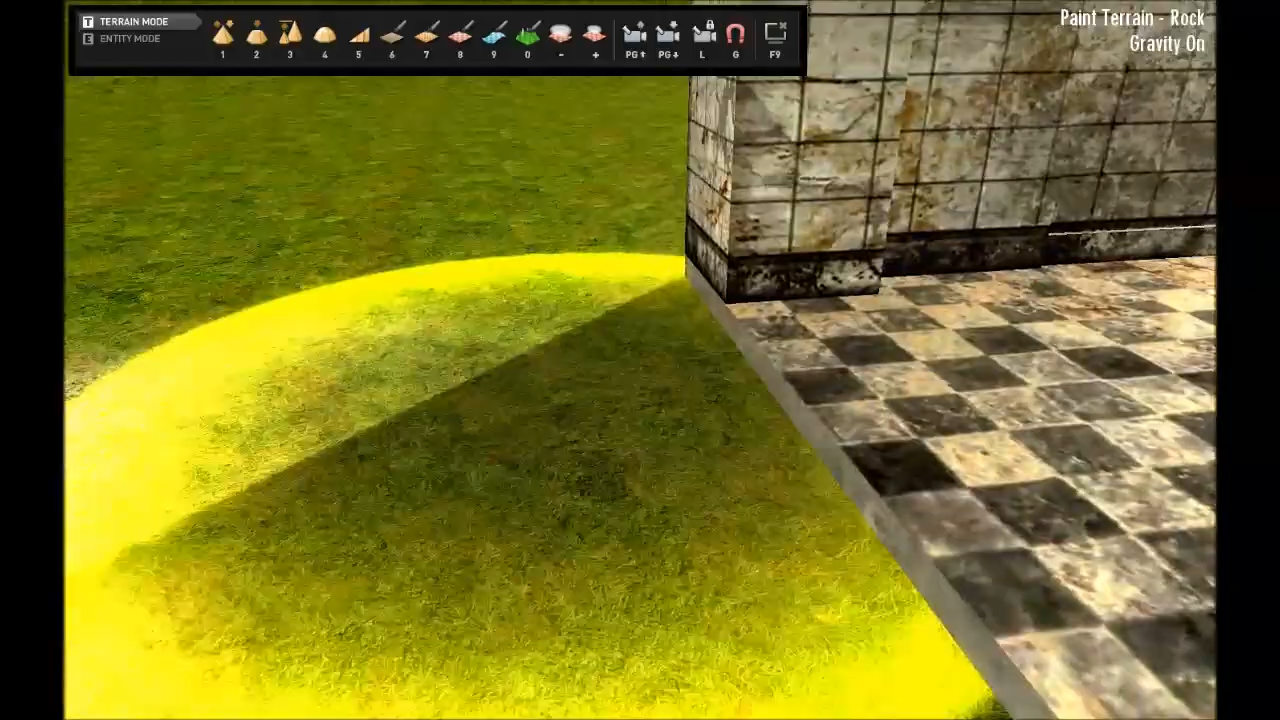 T TERRAIN MODE
E ENTITY MODE
1 2 3 4 5 6 7 8 9 0 - + PG↑ PG↓ L G F9
Paint Terrain - Rock
Gravity On